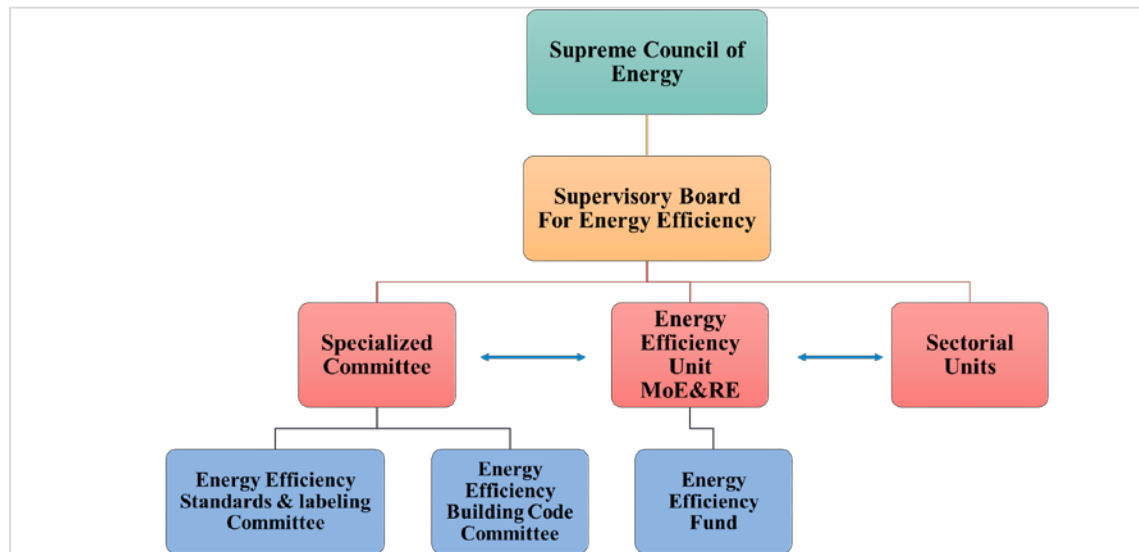 Supreme Council of
Energy
Supervisory Board
For Energy Efficiency
Specialized
Committee
Energy
Efficiency
Unit
MoE&RE
Sectorial
Units
Energy Efficiency
Standards & labeling
Committee
Energy
Efficiency
Building Code
Committee
Energy
Efficiency
Fund